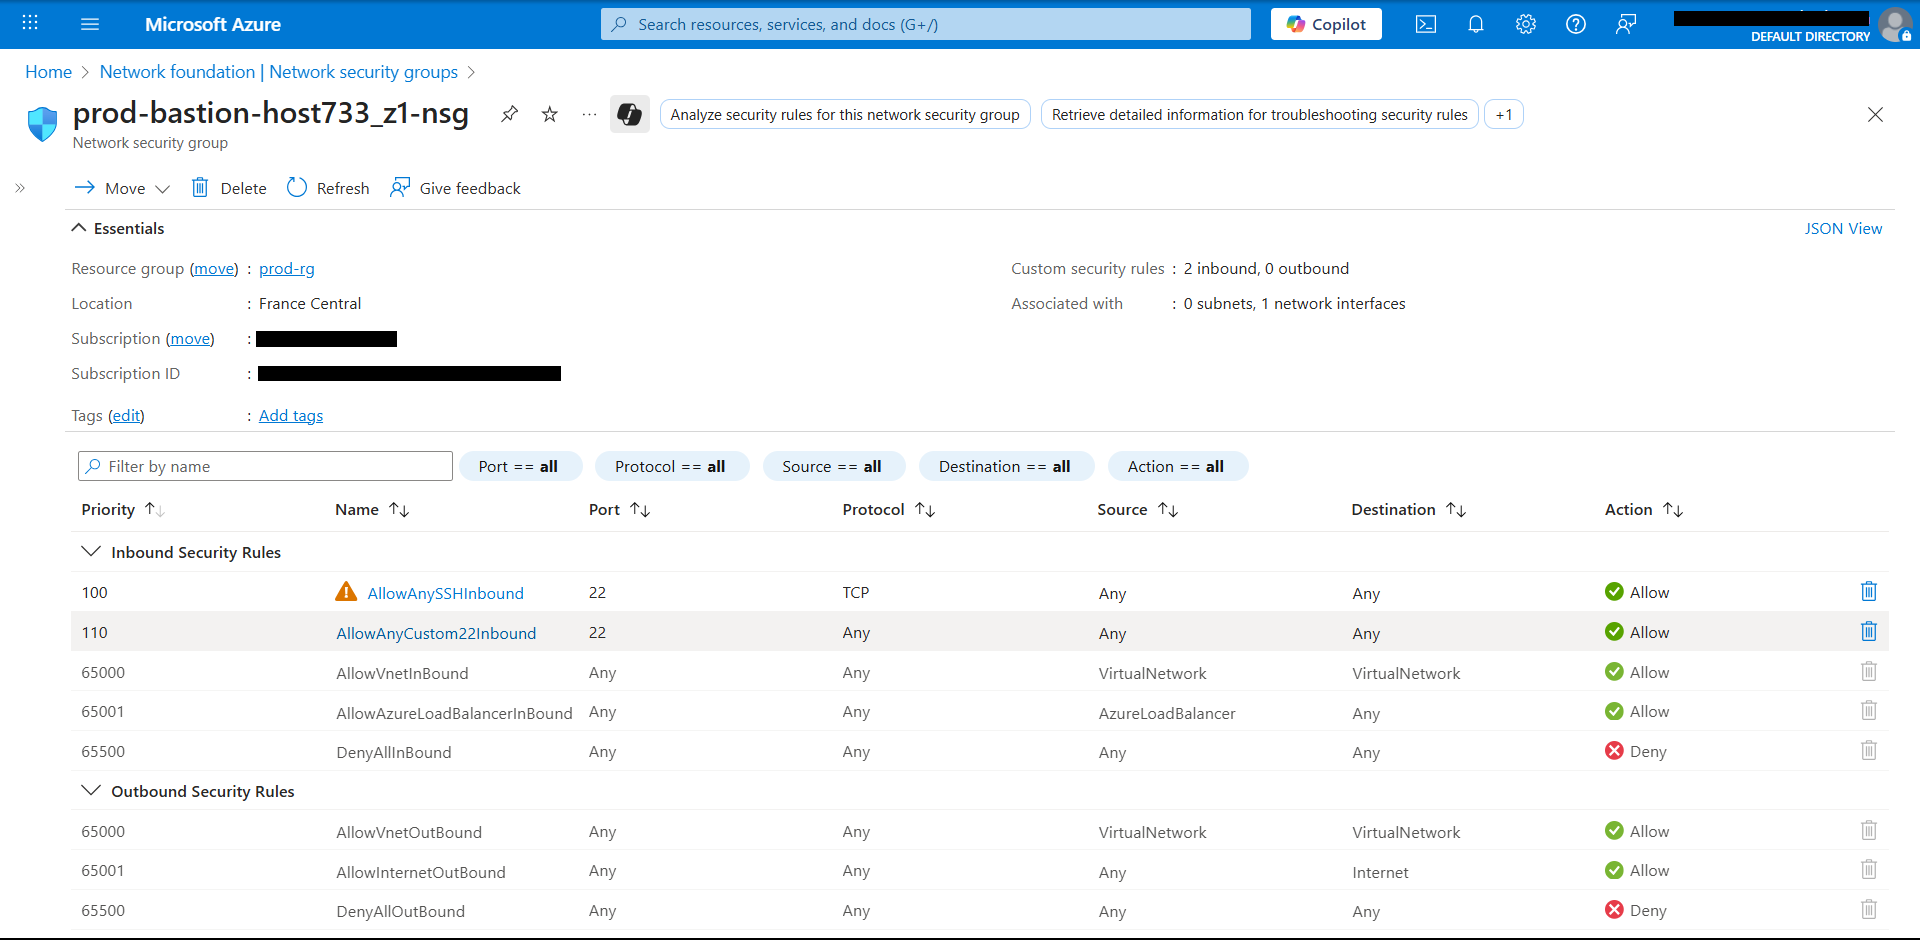 Microsoft Azure
Search resources, services, and docs (G+/)
Copilot
DEFAULT DIRECTORY
Home > Network foundation | Network security groups >
prod-bastion-host733_z1-nsg
Analyze security rules for this network security group
Retrieve detailed information for troubleshooting security rules
+1
Network security group
Move
Delete
Refresh
Give feedback
Essentials
JSON View
Resource group (move) : prod-rg
Custom security rules : 2 inbound, 0 outbound
Location : France Central
Associated with : 0 subnets, 1 network interfaces
Subscription (move) :
Subscription ID :
Tags (edit) : Add tags
Filter by name
Port == all
Protocol == all
Source == all
Destination == all
Action == all
Priority Name Port Protocol Source Destination Action
Inbound Security Rules
100 AllowAnySSHInbound 22 TCP Any Any Allow
110 AllowAnyCustom22Inbound 22 Any Any Any Allow
65000 AllowVnetInBound Any Any VirtualNetwork VirtualNetwork Allow
65001 AllowAzureLoadBalancerInBound Any Any AzureLoadBalancer Any Allow
65500 DenyAllInBound Any Any Any Any Deny
Outbound Security Rules
65000 AllowVnetOutBound Any Any VirtualNetwork VirtualNetwork Allow
65001 AllowInternetOutBound Any Any Any Internet Allow
65500 DenyAllOutBound Any Any Any Any Deny